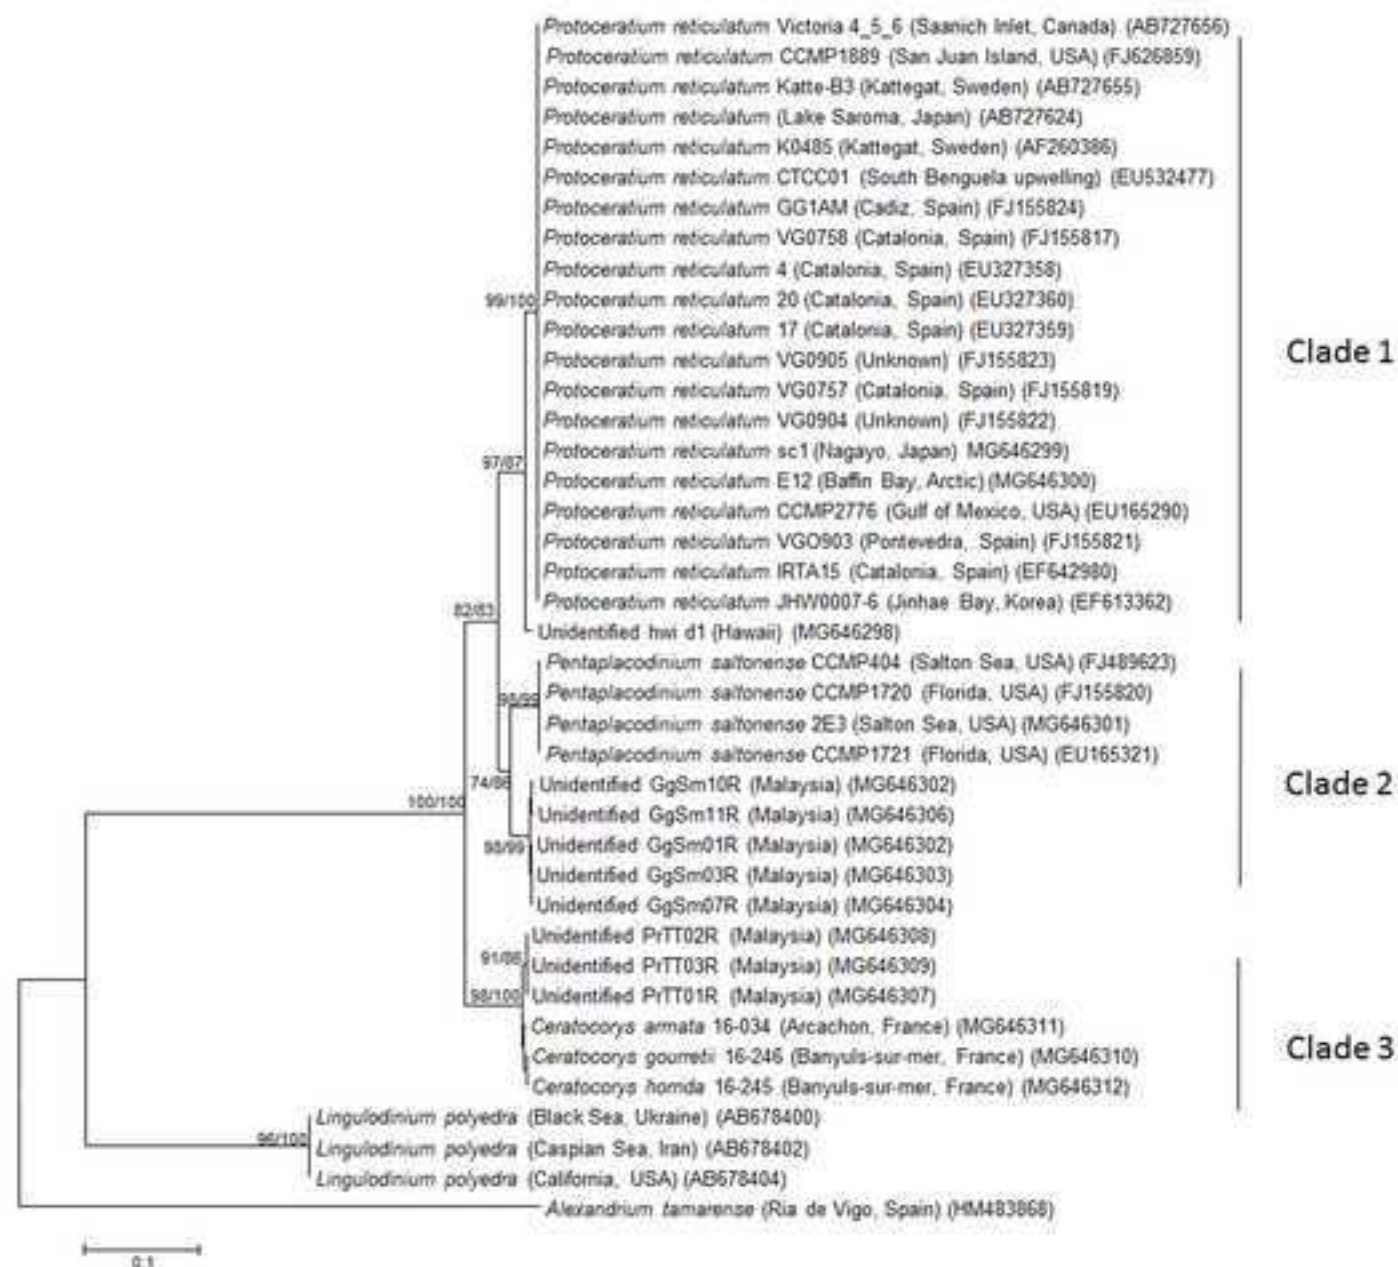 Protoceratium reticulatum Victoria 4_5_6 (Saanich Inlet, Canada) (AB727656)
Protoceratium reticulatum CCMP1889 (San Juan Island, USA) (FJ626859)
Protoceratium reticulatum Katte-B3 (Kattegat, Sweden) (AB727655)
Protoceratium reticulatum (Lake Saroma, Japan) (AB727624)
Protoceratium reticulatum K0485 (Kattegat, Sweden) (AF260386)
Protoceratium reticulatum CTCC01 (South Benguela upwelling) (EU532477)
Protoceratium reticulatum GG1AM (Cadiz, Spain) (FJ155824)
Protoceratium reticulatum VG0758 (Catalonia, Spain) (FJ155817)
Protoceratium reticulatum 4 (Catalonia, Spain) (EU327358)
99/100 Protoceratium reticulatum 20 (Catalonia, Spain) (EU327360)
Protoceratium reticulatum 17 (Catalonia, Spain) (EU327359)
Clade 1
Protoceratium reticulatum VG0905 (Unknown) (FJ155823)
Protoceratium reticulatum VG0757 (Catalonia, Spain) (FJ155819)
Protoceratium reticulatum VG0904 (Unknown) (FJ155822)
Protoceratium reticulatum sc1 (Nagayo, Japan) MG646299)
97/87
Protoceratium reticulatum E12 (Baffin Bay, Arctic) (MG646300)
Protoceratium reticulatum CCMP2776 (Gulf of Mexico, USA) (EU165290)
Protoceratium reticulatum VGO903 (Pontevedra, Spain) (FJ155821)
Protoceratium reticulatum IRTA15 (Catalonia, Spain) (EF642980)
Protoceratium reticulatum JHW0007-6 (Jinhae Bay, Korea) (EF613362)
82/83
Unidentified hwi d1 (Hawaii) (MG646298)
Pentaplacodinium saltonense CCMP404 (Salton Sea, USA) (FJ489623)
Pentaplacodinium saltonense CCMP1720 (Florida, USA) (FJ155820)
98/99
Pentaplacodinium saltonense 2E3 (Salton Sea, USA) (MG646301)
Pentaplacodinium saltonense CCMP1721 (Florida, USA) (EU165321)
74/86
Unidentified GgSm10R (Malaysia) (MG646302)
Clade 2
100/100
Unidentified GgSm11R (Malaysia) (MG646306)
Unidentified GgSm01R (Malaysia) (MG646302)
98/99
Unidentified GgSm03R (Malaysia) (MG646303)
Unidentified GgSm07R (Malaysia) (MG646304)
Unidentified PrTT02R (Malaysia) (MG646308)
91/86
Unidentified PrTT03R (Malaysia) (MG646309)
98/100 Unidentified PrTT01R (Malaysia) (MG646307)
Ceratocorys armata 16-034 (Arcachon, France) (MG646311)
Clade 3
Ceratocorys gourretii 16-246 (Banyuls-sur-mer, France) (MG646310)
Ceratocorys horrida 16-245 (Banyuls-sur-mer, France) (MG646312)
Lingulodinium polyedra (Black Sea, Ukraine) (AB678400)
96/100
Lingulodinium polyedra (Caspian Sea, Iran) (AB678402)
Lingulodinium polyedra (California, USA) (AB678404)
Alexandrium tamarense (Ria de Vigo, Spain) (HM483868)
0.1